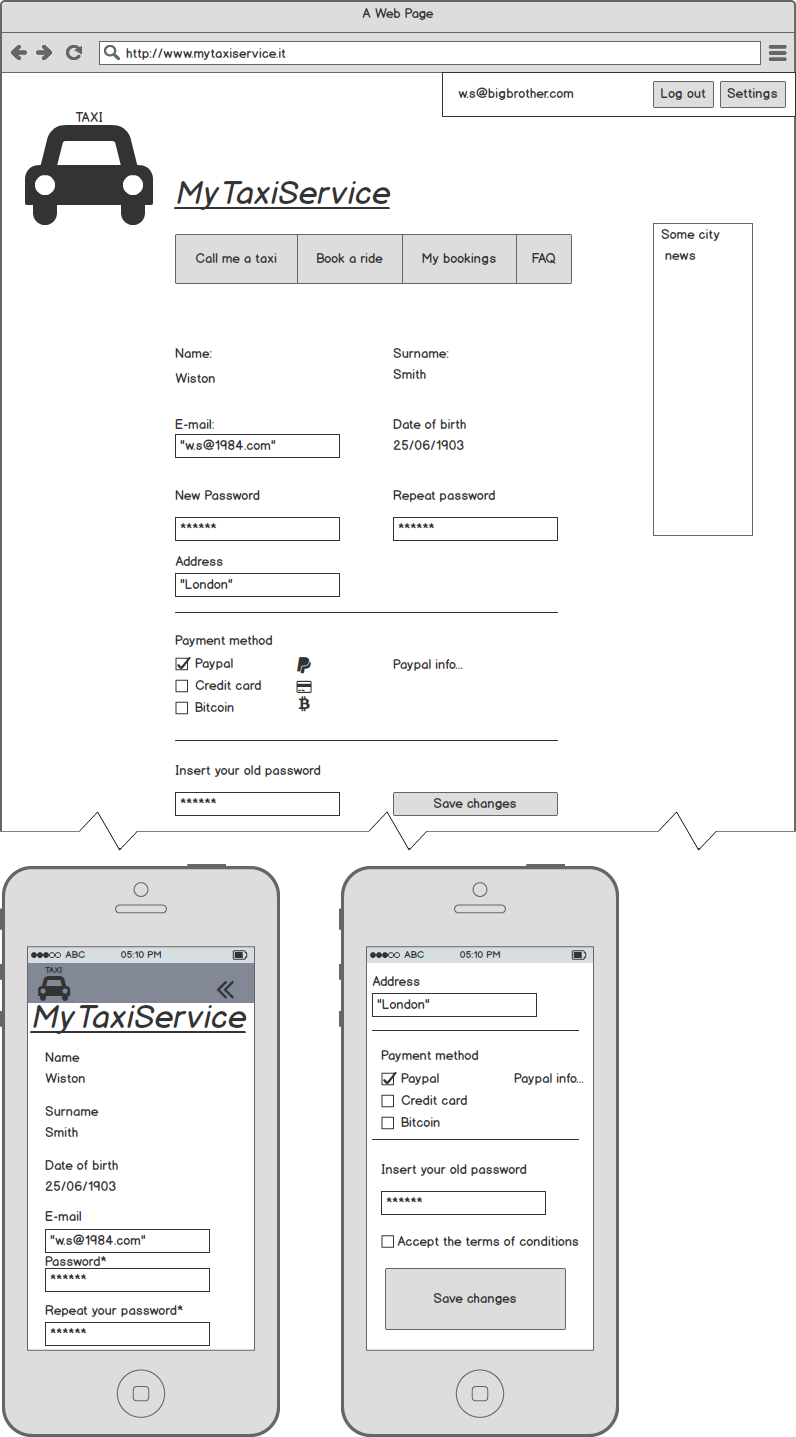 A Web Page
http://www.mytaxiservice.it
w.s@bigbrother.com Log out Settings
TAXI
MyTaxiService
Call me a taxi Book a ride My bookings FAQ
Some city
news
Name: Surname:
Wiston Smith
E-mail: Date of birth
"w.s@1984.com" 25/06/1903
New Password Repeat password
****** ******
Address
"London"
Payment method
Paypal Paypal info...
Credit card
Bitcoin
Insert your old password
****** Save changes
ABC 05:10 PM
TAXI
MyTaxiService
Name
Wiston
Surname
Smith
Date of birth
25/06/1903
E-mail
"w.s@1984.com"
Password*
******
Repeat your password*
******
ABC 05:10 PM
Address
"London"
Payment method
Paypal Paypal info...
Credit card
Bitcoin
Insert your old password
******
Accept the terms of conditions
Save changes